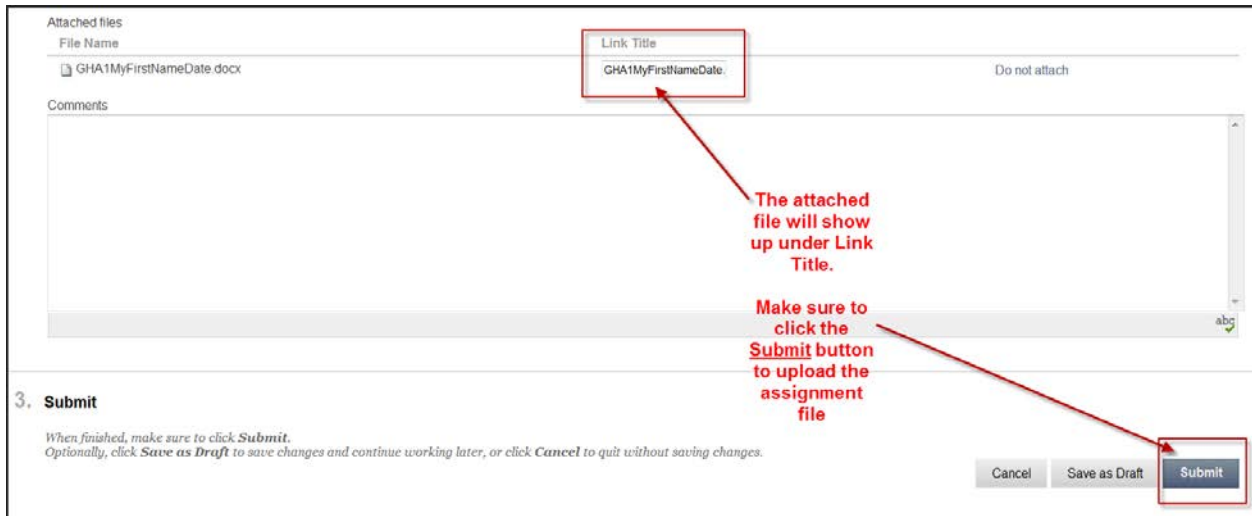 Attached files
File Name Link Title
GHA1MyFirstNameDate.docx GHA1MyFirstNameDate. Do not attach
Comments
The attached
file will show
up under Link
Title.
Make sure to
click the
Submit button
to upload the
assignment
file
abc
3. Submit
When finished, make sure to click Submit.
Optionally, click Save as Draft to save changes and continue working later, or click Cancel to quit without saving changes.
Cancel Save as Draft Submit